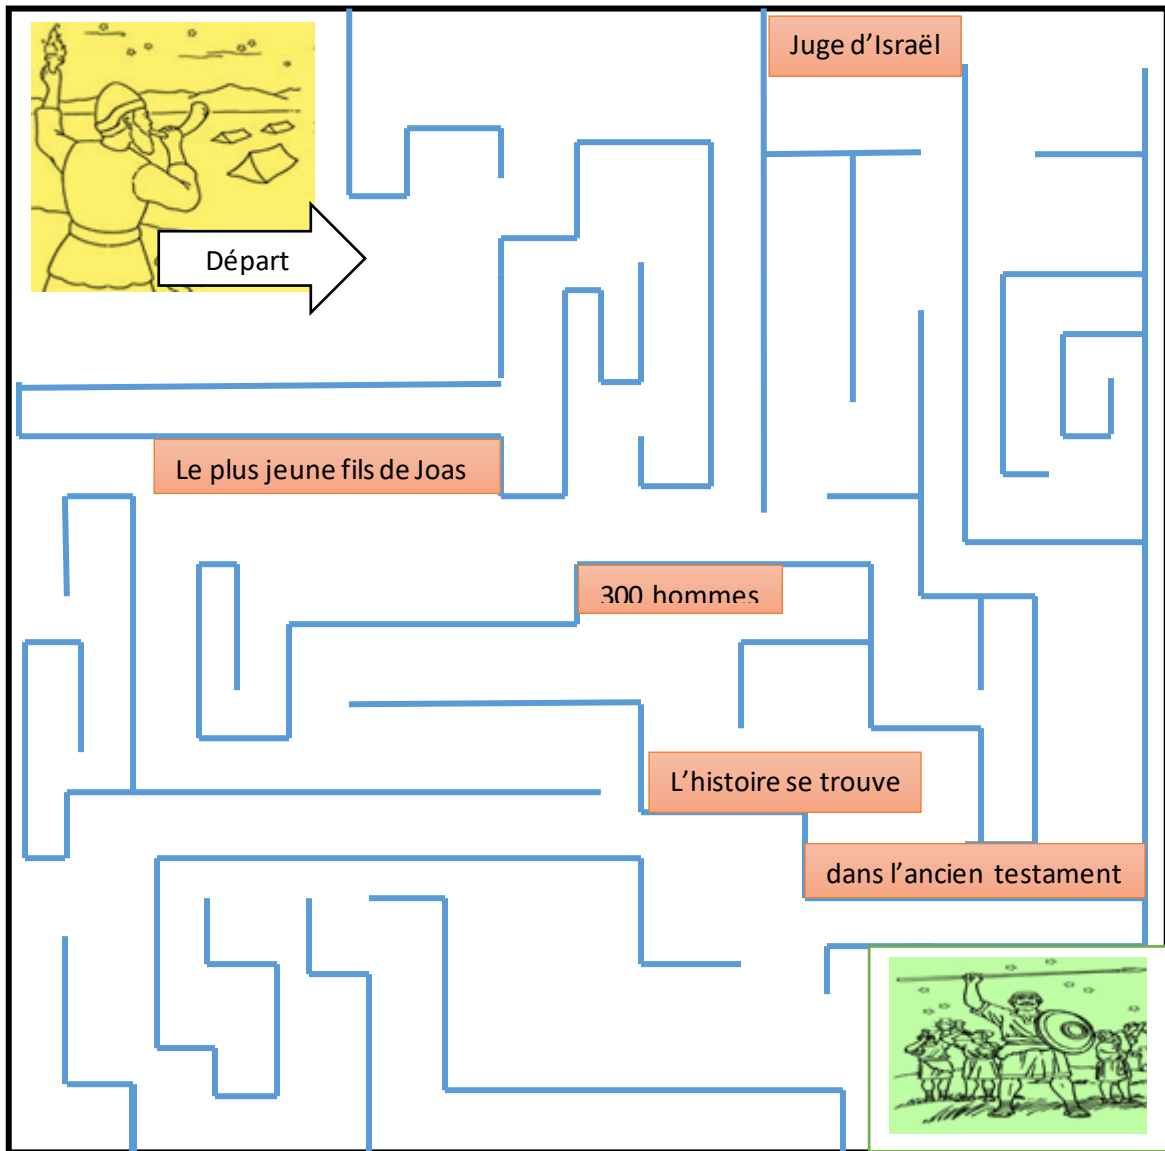 Juge d’Israël
Départ
Le plus jeune fils de Joas
300 hommes
L’histoire se trouve
dans l’ancien testament